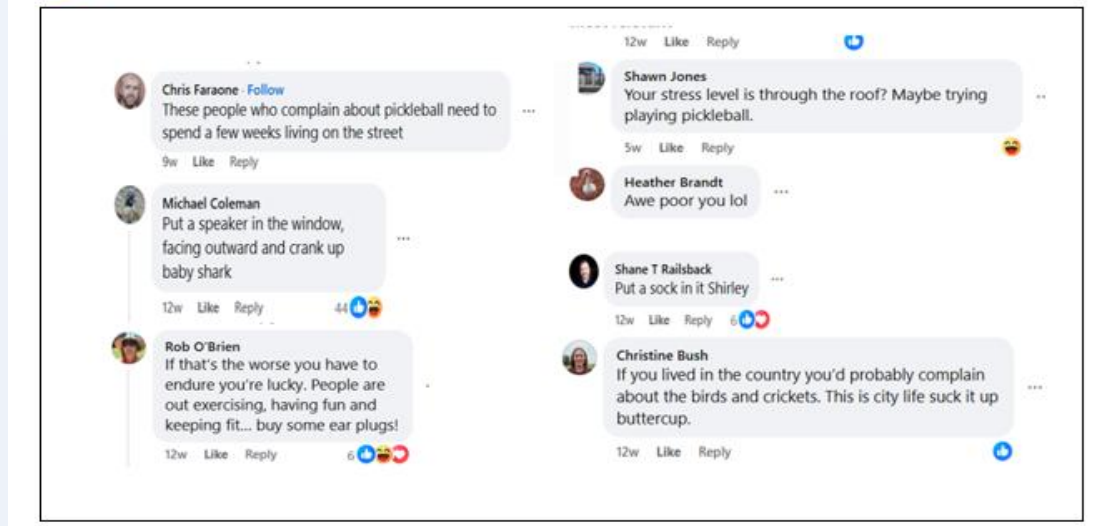 Chris Faraone · Follow
These people who complain about pickleball need to
spend a few weeks living on the street
9w Like Reply
Michael Coleman
Put a speaker in the window,
facing outward and crank up
baby shark
12w Like Reply 44
Rob O'Brien
If that's the worse you have to
endure you're lucky. People are
out exercising, having fun and
keeping fit... buy some ear plugs!
12w Like Reply 6
12w Like Reply
Shawn Jones
Your stress level is through the roof? Maybe trying
playing pickleball.
5w Like Reply
Heather Brandt
Awe poor you lol
Shane T Railsback
Put a sock in it Shirley
12w Like Reply 6
Christine Bush
If you lived in the country you'd probably complain
about the birds and crickets. This is city life suck it up
buttercup.
12w Like Reply